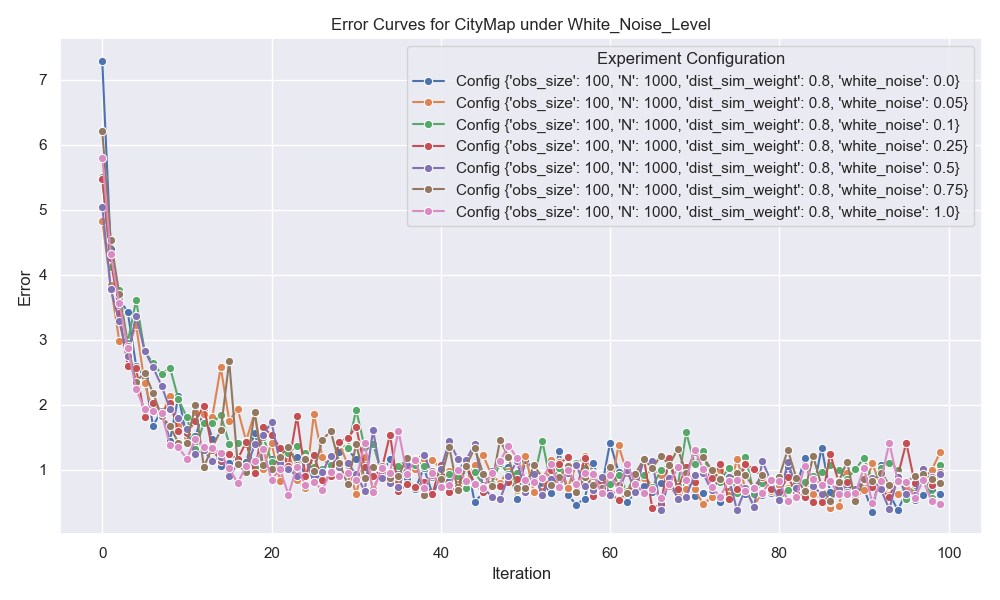 Error Curves for CityMap under White_Noise_Level
Experiment Configuration
Config {'obs_size': 100, 'N': 1000, 'dist_sim_weight': 0.8, 'white_noise': 0.0}
Config {'obs_size': 100, 'N': 1000, 'dist_sim_weight': 0.8, 'white_noise': 0.05}
Config {'obs_size': 100, 'N': 1000, 'dist_sim_weight': 0.8, 'white_noise': 0.1}
Config {'obs_size': 100, 'N': 1000, 'dist_sim_weight': 0.8, 'white_noise': 0.25}
Config {'obs_size': 100, 'N': 1000, 'dist_sim_weight': 0.8, 'white_noise': 0.5}
Config {'obs_size': 100, 'N': 1000, 'dist_sim_weight': 0.8, 'white_noise': 0.75}
Config {'obs_size': 100, 'N': 1000, 'dist_sim_weight': 0.8, 'white_noise': 1.0}
Error
7
6
5
4
3
2
1
0 20 40 60 80 100
Iteration